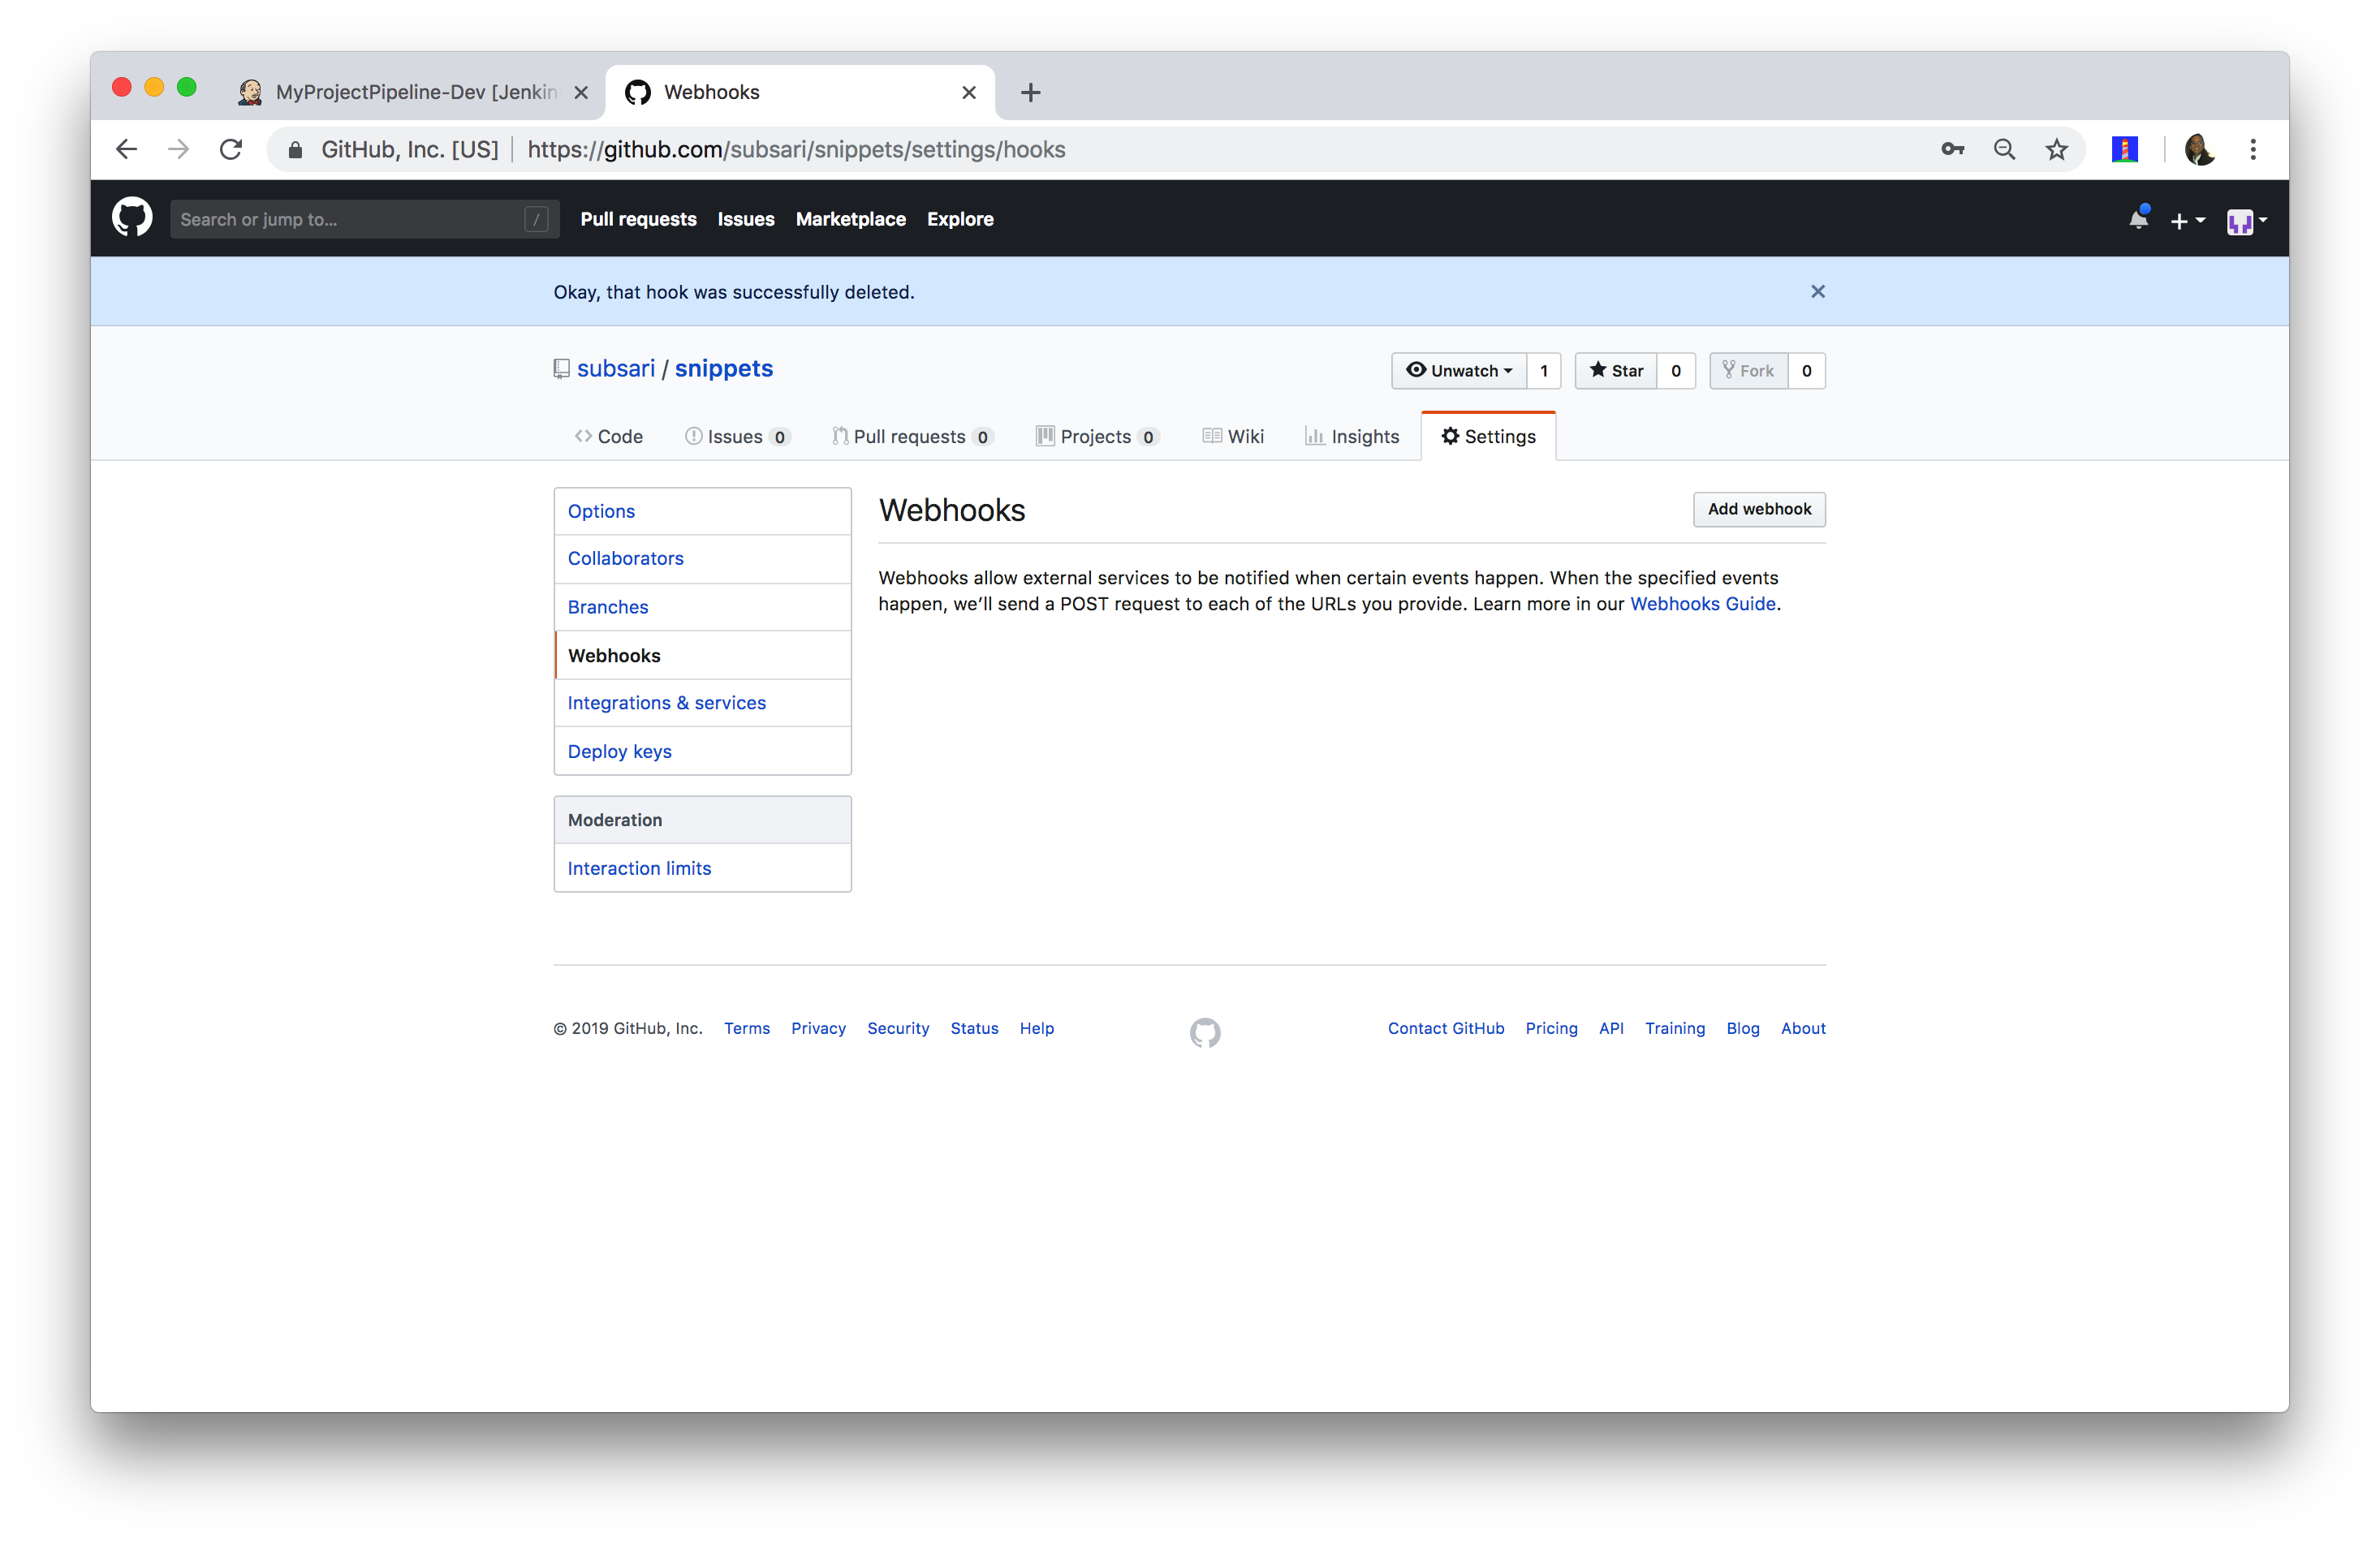 MyProjectPipeline-Dev [Jenkin
Webhooks
GitHub, Inc. [US] | https://github.com/subsari/snippets/settings/hooks
Search or jump to... /
Pull requests Issues Marketplace Explore
Okay, that hook was successfully deleted.
subsari / snippets
Unwatch 1 Star 0 Fork 0
Code Issues 0 Pull requests 0 Projects 0 Wiki Insights Settings
Options
Collaborators
Branches
Webhooks
Integrations & services
Deploy keys
Moderation
Interaction limits
Webhooks
Add webhook
Webhooks allow external services to be notified when certain events happen. When the specified events
happen, we’ll send a POST request to each of the URLs you provide. Learn more in our Webhooks Guide.
© 2019 GitHub, Inc. Terms Privacy Security Status Help
Contact GitHub Pricing API Training Blog About